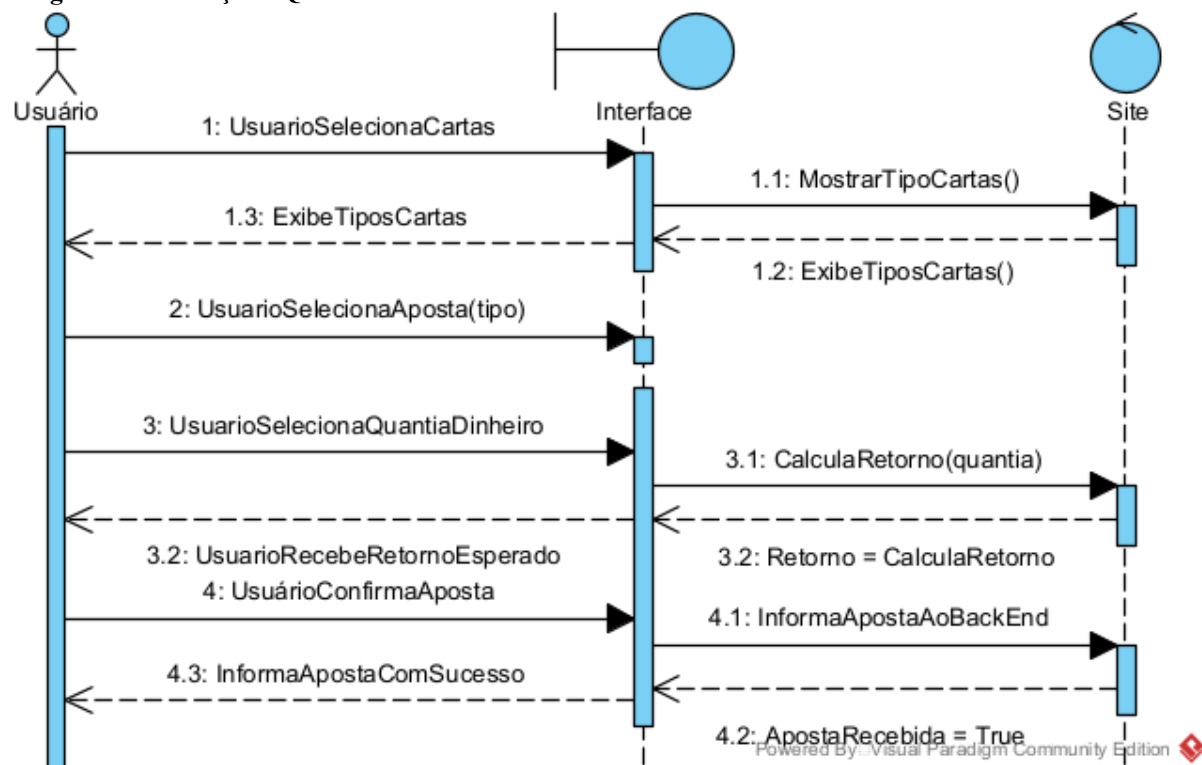 Usuário
Interface
Site
1: UsuarioSelecionaCartas
1.1: MostrarTipoCartas()
1.3: ExibeTiposCartas
1.2: ExibeTiposCartas()
2: UsuarioSelecionaAposta(tipo)
3: UsuarioSelecionaQuantiaDinheiro
3.1: CalculaRetorno(quantia)
3.2: UsuarioRecebeRetornoEsperado
3.2: Retorno = CalculaRetorno
4: UsuárioConfirmaAposta
4.1: InformaApostaAoBackEnd
4.3: InformaApostaComSucesso
4.2: ApostaRecebida = True
Powered By Visual Paradigm Community Edition